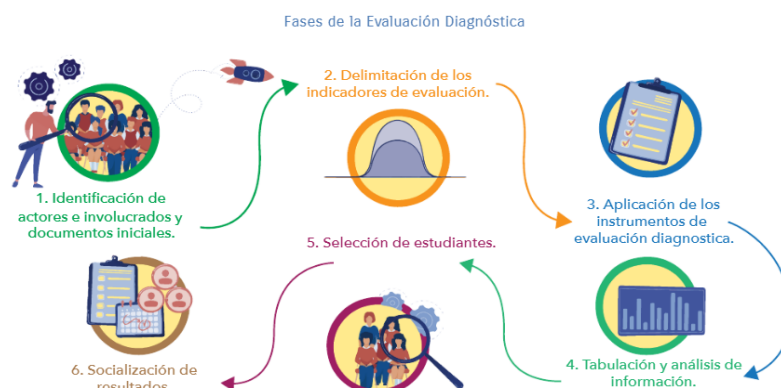 Fases de la Evaluación Diagnóstica
2. Delimitación de los
indicadores de evaluación.
1. Identificación de
actores e involucrados y
documentos iniciales.
3. Aplicación de los
instrumentos de
evaluación diagnostica.
5. Selección de estudiantes.
4. Tabulación y análisis de
información.
6. Socialización de
resultados